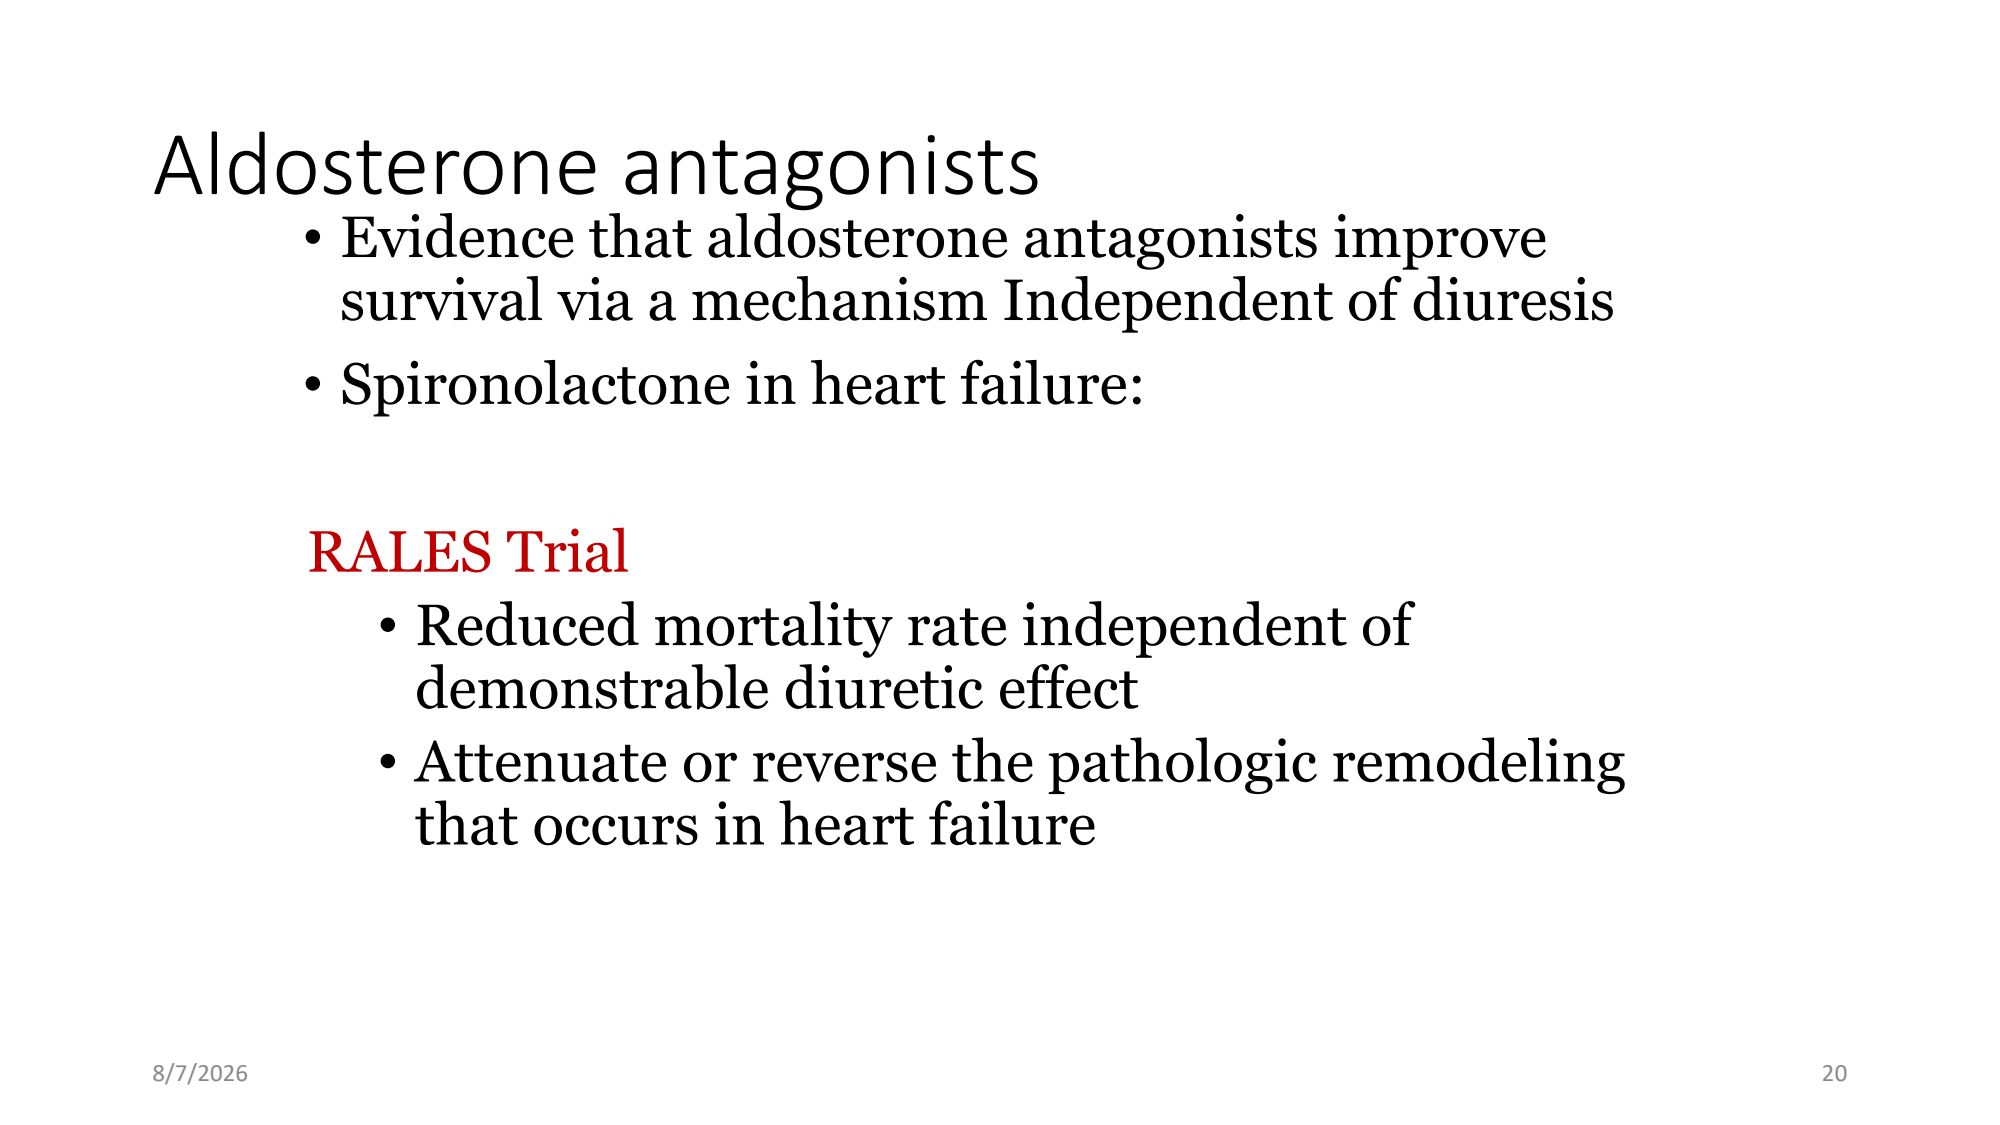 Aldosterone antagonists
• Evidence that aldosterone antagonists improve
survival via a mechanism Independent of diuresis
• Spironolactone in heart failure:
RALES Trial
• Reduced mortality rate independent of
demonstrable diuretic effect
• Attenuate or reverse the pathologic remodeling
that occurs in heart failure
8/7/2026
20